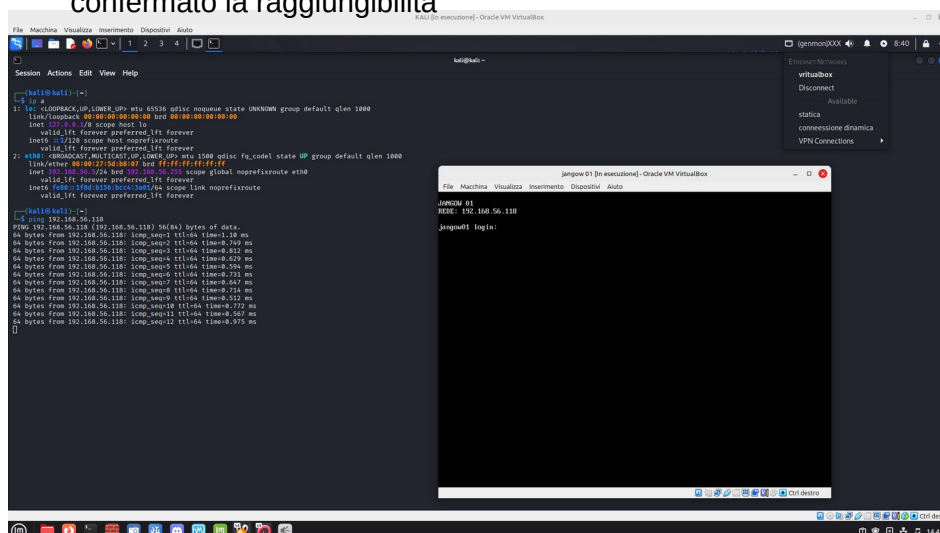 confermato la raggiungibilità
KALI [In esecuzione] - Oracle VM VirtualBox
File Macchina Visualizza Inserimento Dispositivi Aiuto
1 2 3 4
(genmon)XXX
8:40
kali@kali: ~
Session Actions Edit View Help
ETHERNET NETWORKS
vritualbox
Disconnect
Available
statica
conneessione dinamica
VPN Connections
(kali㉿kali)-[~]
$ ip a
1: lo: <LOOPBACK,UP,LOWER_UP> mtu 65536 qdisc noqueue state UNKNOWN group default qlen 1000
link/loopback 00:00:00:00:00:00 brd 00:00:00:00:00:00
inet 127.0.0.1/8 scope host lo
valid_lft forever preferred_lft forever
inet6 ::1/128 scope host noprefixroute
valid_lft forever preferred_lft forever
2: eth0: <BROADCAST,MULTICAST,UP,LOWER_UP> mtu 1500 qdisc fq_codel state UP group default qlen 1000
link/ether 08:00:27:5d:b8:07 brd ff:ff:ff:ff:ff:ff
inet 192.168.56.5/24 brd 192.168.56.255 scope global noprefixroute eth0
valid_lft forever preferred_lft forever
inet6 fe80::1f8d:b156:bcc4:3a01/64 scope link noprefixroute
valid_lft forever preferred_lft forever
(kali㉿kali)-[~]
$ ping 192.168.56.118
PING 192.168.56.118 (192.168.56.118) 56(84) bytes of data.
64 bytes from 192.168.56.118: icmp_seq=1 ttl=64 time=1.10 ms
64 bytes from 192.168.56.118: icmp_seq=2 ttl=64 time=0.749 ms
64 bytes from 192.168.56.118: icmp_seq=3 ttl=64 time=0.812 ms
64 bytes from 192.168.56.118: icmp_seq=4 ttl=64 time=0.629 ms
64 bytes from 192.168.56.118: icmp_seq=5 ttl=64 time=0.594 ms
64 bytes from 192.168.56.118: icmp_seq=6 ttl=64 time=0.731 ms
64 bytes from 192.168.56.118: icmp_seq=7 ttl=64 time=0.647 ms
64 bytes from 192.168.56.118: icmp_seq=8 ttl=64 time=0.714 ms
64 bytes from 192.168.56.118: icmp_seq=9 ttl=64 time=0.512 ms
64 bytes from 192.168.56.118: icmp_seq=10 ttl=64 time=0.772 ms
64 bytes from 192.168.56.118: icmp_seq=11 ttl=64 time=0.567 ms
64 bytes from 192.168.56.118: icmp_seq=12 ttl=64 time=0.975 ms
jangow 01 [In esecuzione] - Oracle VM VirtualBox
File Macchina Visualizza Inserimento Dispositivi Aiuto
JANGOW 01
REDE: 192.168.56.118
jangow01 login:
Ctrl destro
Ctrl des